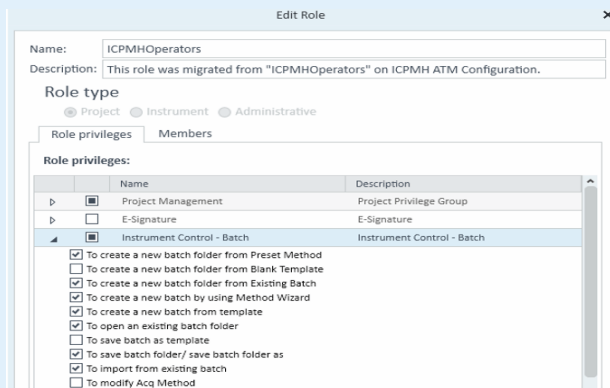 Edit Role
Name: ICPMHOperators
Description: This role was migrated from "ICPMHOperators" on ICPMH ATM Configuration.
Role type
Project Instrument Administrative
Role privileges Members
Role privileges:
Name Description
Project Management Project Privilege Group
E-Signature E-Signature
Instrument Control - Batch Instrument Control - Batch
To create a new batch folder from Preset Method
To create a new batch folder from Blank Template
To create a new batch folder from Existing Batch
To create a new batch by using Method Wizard
To create a new batch from template
To open an existing batch folder
To save batch as template
To save batch folder/ save batch folder as
To import from existing batch
To modify Acq Method